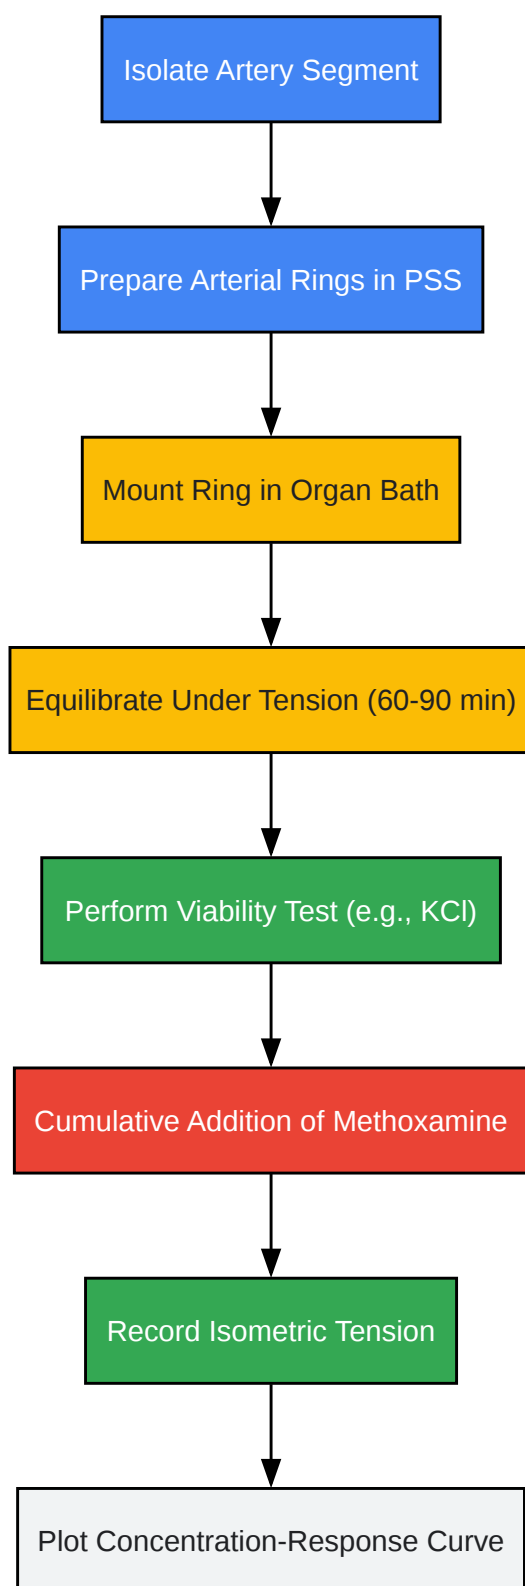 Isolate Artery Segment
Prepare Arterial Rings in PSS
Mount Ring in Organ Bath
Equilibrate Under Tension (60-90 min)
Perform Viability Test (e.g., KCl)
Cumulative Addition of Methoxamine
Record Isometric Tension
Plot Concentration-Response Curve